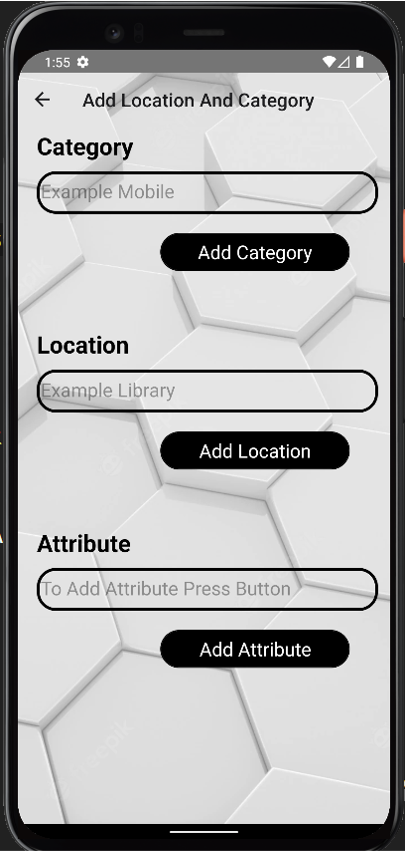 1:55
Add Location And Category
Category
Example Mobile
Add Category
Location
Example Library
Add Location
Attribute
To Add Attribute Press Button
Add Attribute